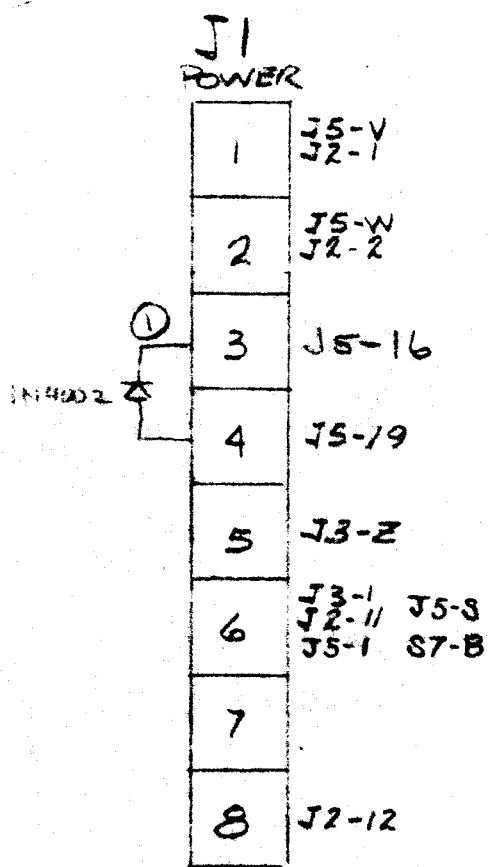 J1
POWER
1 J5-V
J2-1
2 J5-W
J2-2
① 3 J5-16
1N4002
4 J5-19
5 J3-Z
J3-1
6 J2-11 J5-S
J5-1 S7-B
7
8 J2-12